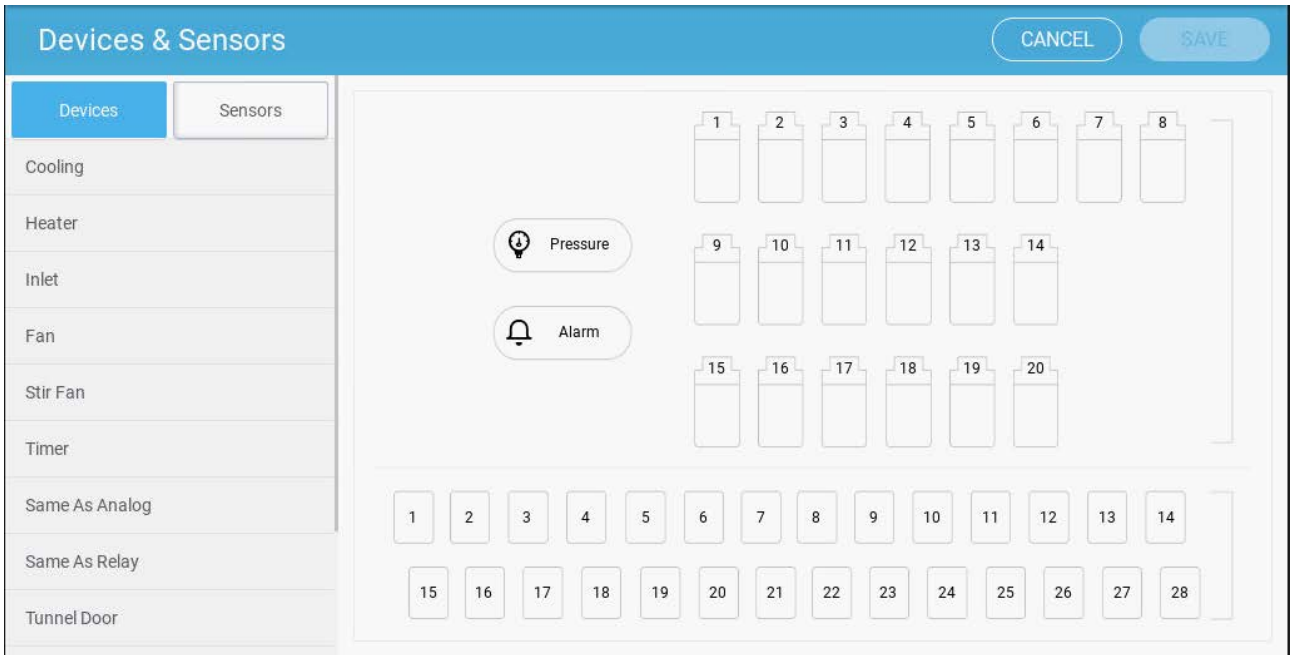 Devices & Sensors CANCEL SAVE
Devices Sensors
Cooling
Heater
Inlet
Fan
Stir Fan
Timer
Same As Analog
Same As Relay
Tunnel Door
1 2 3 4 5 6 7 8
Pressure
9 10 11 12 13 14
Alarm
15 16 17 18 19 20
1 2 3 4 5 6 7 8 9 10 11 12 13 14
15 16 17 18 19 20 21 22 23 24 25 26 27 28